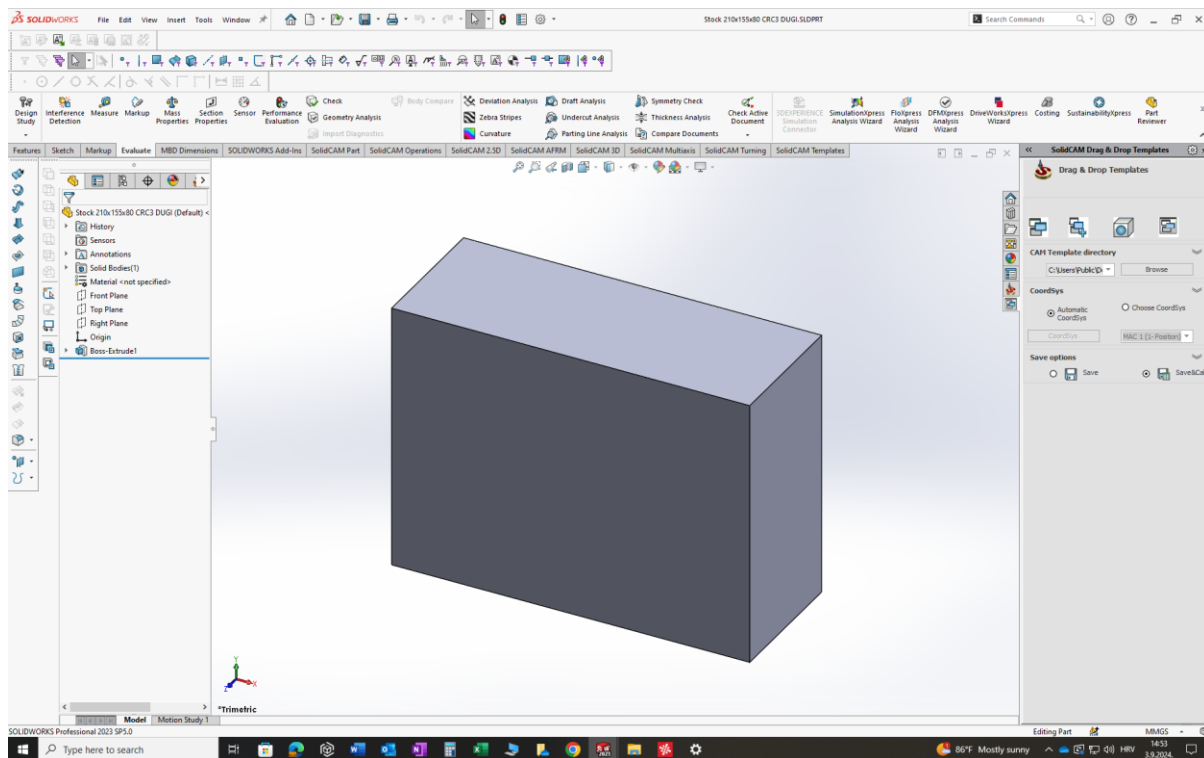 SOLIDWORKS File Edit View Insert Tools Window Stock 210x155x80 CRC3 DUGI.SLDPRT Search Commands
Design Study Interference Detection Measure Markup Mass Properties Section Properties Sensor Performance Evaluation
Check Body Compare Deviation Analysis Draft Analysis Symmetry Check
Geometry Analysis Zebra Stripes Undercut Analysis Thickness Analysis
Import Diagnostics Curvature Parting Line Analysis Compare Documents
Check Active Document 3DEXPERIENCE Simulation Connector SimulationXpress Analysis Wizard FloXpress Analysis Wizard DFMXpress Analysis Wizard DriveWorksXpress Wizard Costing SustainabilityXpress Part Reviewer
Features Sketch Markup Evaluate MBD Dimensions SOLIDWORKS Add-Ins SolidCAM Part SolidCAM Operations SolidCAM 2.5D SolidCAM AFRM SolidCAM 3D SolidCAM Multiaxis SolidCAM Turning SolidCAM Templates
Stock 210x155x80 CRC3 DUGI (Default) <
History
Sensors
Annotations
Solid Bodies(1)
Material <not specified>
Front Plane
Top Plane
Right Plane
Origin
Boss-Extrude1
SolidCAM Drag & Drop Templates
Drag & Drop Templates
CAM Template directory
C:\Users\Public\D Browse
CoordSys
Automatic CoordSys Choose CoordSys
CoordSys MAC 1 (1- Position)
Save options
Save Save&Cal
Y
X
Z
*Trimetric
Model Motion Study 1
SOLIDWORKS Professional 2023 SP5.0 Editing Part MMGS
Type here to search 86°F Mostly sunny HRV 14:53
3.9.2024.